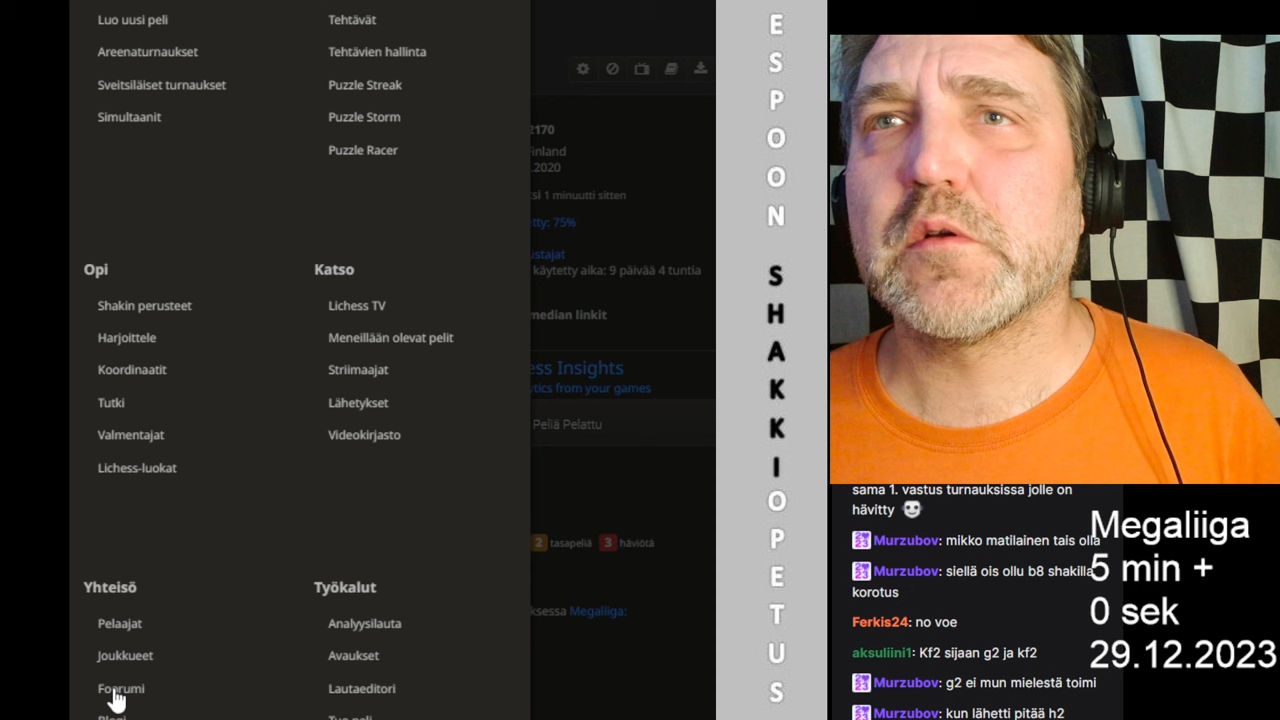 Luo uusi peli
Areenaturnaukset
Sveitsiläiset turnaukset
Simultaanit
Tehtävät
Tehtävien hallinta
Puzzle Streak
Puzzle Storm
Puzzle Racer
Opi
Shakin perusteet
Harjoittele
Koordinaatit
Tutki
Valmentajat
Lichess-luokat
Katso
Lichess TV
Meneillään olevat pelit
Striimaajat
Lähetykset
Videokirjasto
Yhteisö
Pelaajat
Joukkueet
Foorumi
Blogi
Työkalut
Analyysilauta
Avaukset
Lautaeditori
Tuo peli
2170
inland
.2020
1 minuutti sitten
tty: 75%
ustajat
käytetty aika: 9 päivää 4 tuntia
median linkit
ess Insights
ytics from your games
Peliä Pelattu
2 tasapeliä 3 häviötä
ksessa Megaliiga:
ESPOON
SHAKKI
OPETUS
sama 1. vastus turnauksissa jolle on
hävitty
Murzubov: mikko matilainen tais olla
Murzubov: siellä ois ollu b8 shakilla
korotus
Ferkis24: no voe
aksuliini1: Kf2 sijaan g2 ja kf2
Murzubov: g2 ei mun mielestä toimi
Murzubov: kun lähetti pitää h2
Megaliiga
5 min +
0 sek
29.12.2023